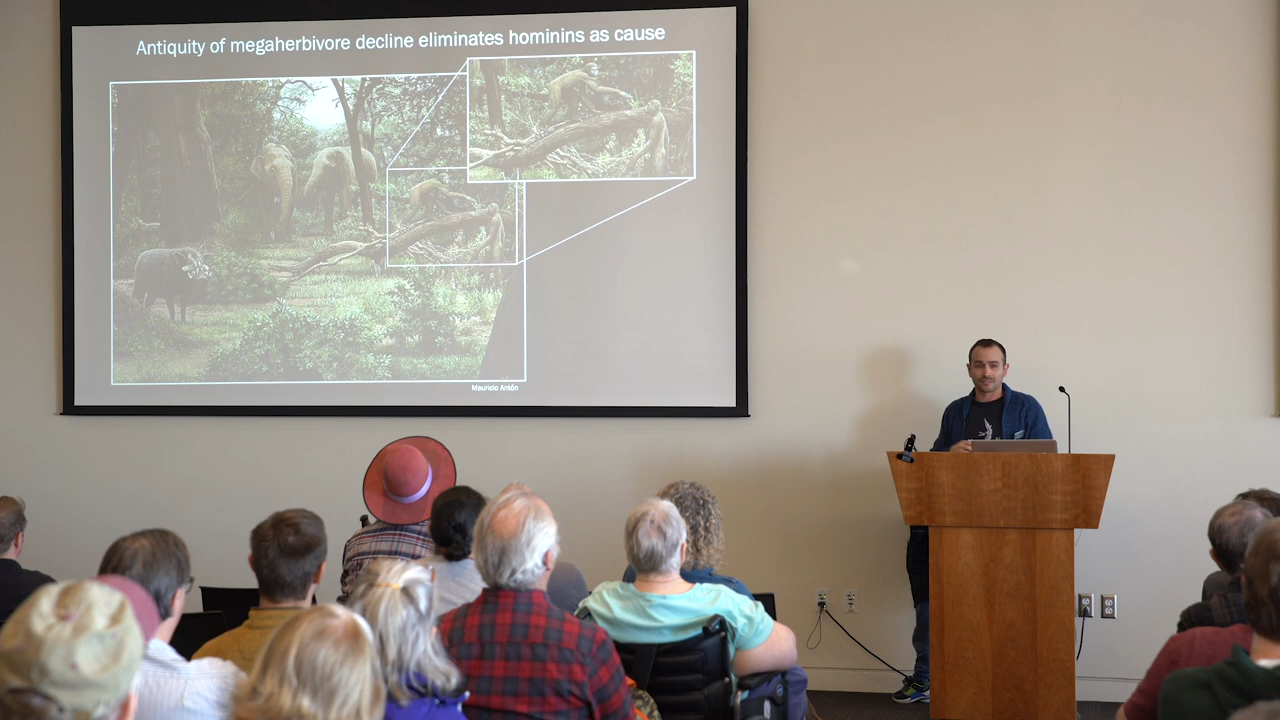 Antiquity of megaherbivore decline eliminates hominins as cause
Mauricio Antón